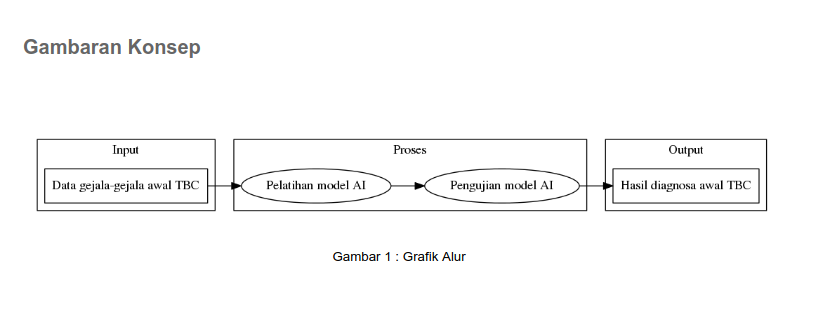 Gambaran Konsep
Input
Proses
Output
Data gejala-gejala awal TBC
Pelatihan model AI
Pengujian model AI
Hasil diagnosa awal TBC
Gambar 1 : Grafik Alur